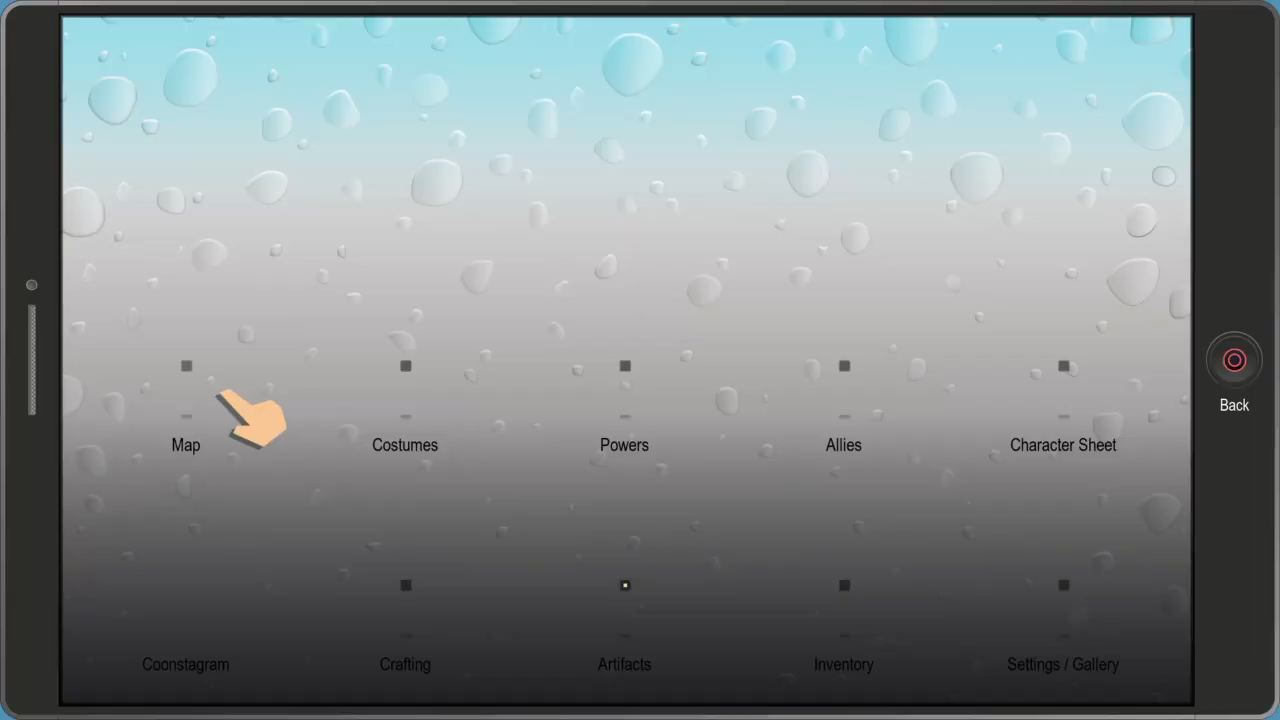 Map
Costumes
Powers
Allies
Character Sheet
Back
Coonstagram
Crafting
Artifacts
Inventory
Settings / Gallery